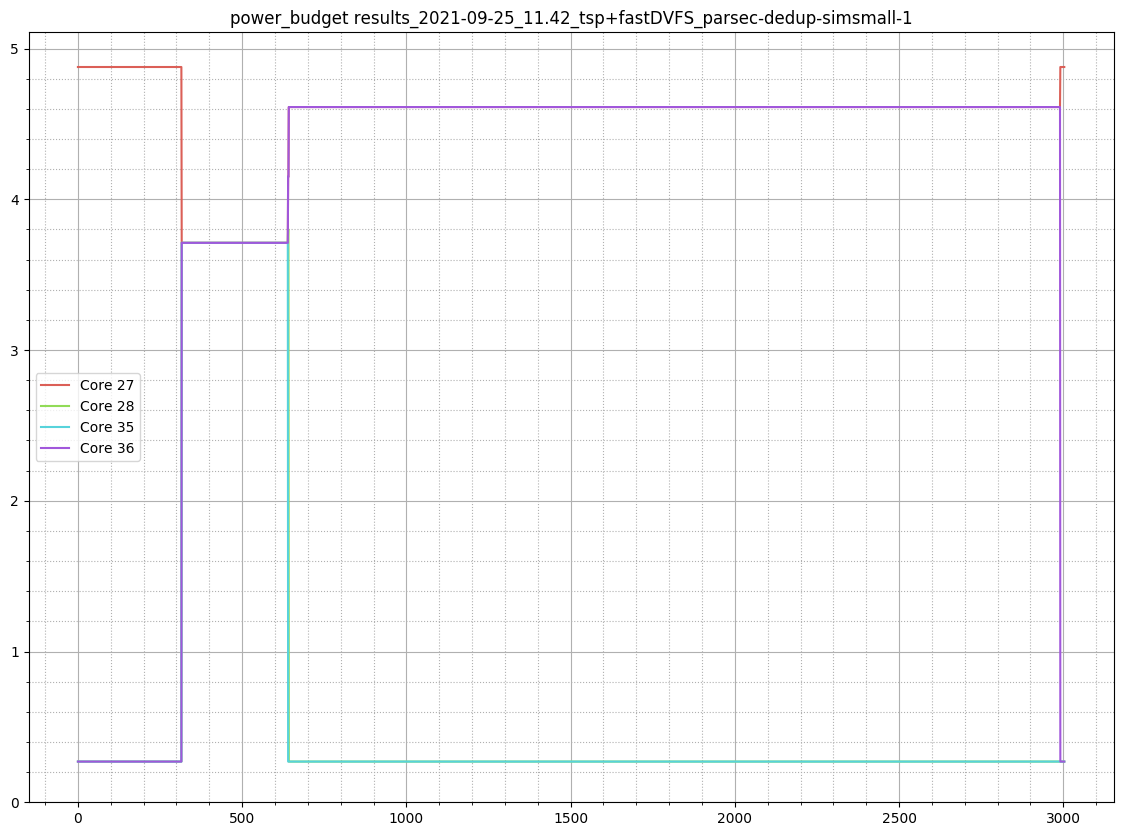 power_budget results_2021-09-25_11.42_tsp+fastDVFS_parsec-dedup-simsmall-1
5
4
3
2
1
0
Core 27
Core 28
Core 35
Core 36
0 500 1000 1500 2000 2500 3000